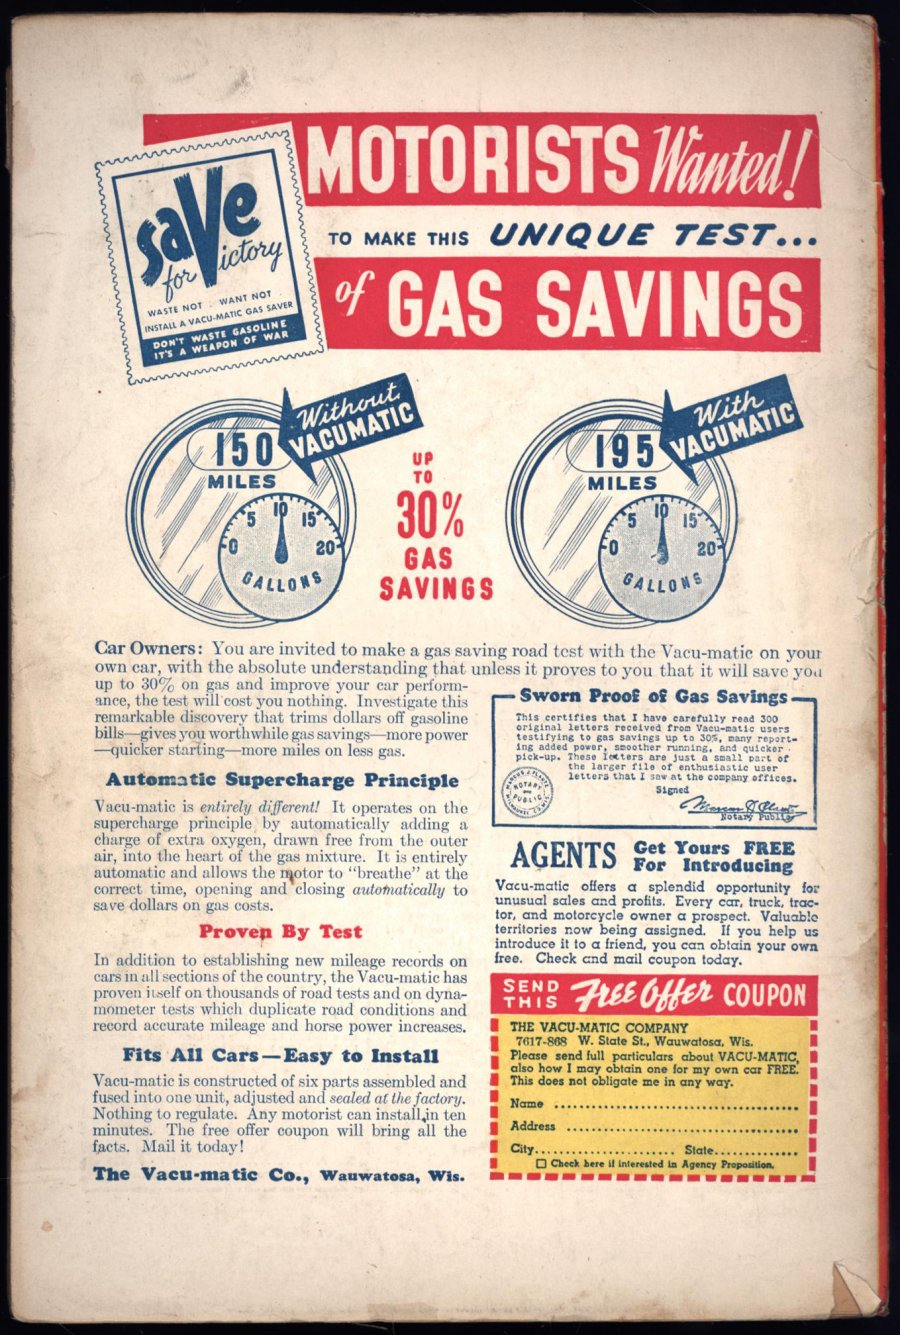 MOTORISTS Wanted!
saVe
for Victory
WASTE NOT . . WANT NOT .
INSTALL A VACU-MATIC GAS SAVER
DON'T WASTE GASOLINE
IT'S A WEAPON OF WAR
TO MAKE THIS UNIQUE TEST...
of GAS SAVINGS
Without
VACUMATIC
150
MILES
0 5 10 15 20
GALLONS
UP
TO
30%
GAS
SAVINGS
With
VACUMATIC
195
MILES
0 5 10 15 20
GALLONS
Car Owners: You are invited to make a gas saving road test with the Vacu-matic on your
own car, with the absolute understanding that unless it proves to you that it will save you
up to 30% on gas and improve your car perform-
ance, the test will cost you nothing. Investigate this
remarkable discovery that trims dollars off gasoline
bills—gives you worthwhile gas savings—more power
—quicker starting—more miles on less gas.
Automatic Supercharge Principle
Vacu-matic is entirely different! It operates on the
supercharge principle by automatically adding a
charge of extra oxygen, drawn free from the outer
air, into the heart of the gas mixture. It is entirely
automatic and allows the motor to "breathe" at the
correct time, opening and closing automatically to
save dollars on gas costs.
Proven By Test
In addition to establishing new mileage records on
cars in all sections of the country, the Vacu-matic has
proven itself on thousands of road tests and on dyna-
mometer tests which duplicate road conditions and
record accurate mileage and horse power increases.
Fits All Cars—Easy to Install
Vacu-matic is constructed of six parts assembled and
fused into one unit, adjusted and sealed at the factory.
Nothing to regulate. Any motorist can install in ten
minutes. The free offer coupon will bring all the
facts. Mail it today!
The Vacu-matic Co., Wauwatosa, Wis.
Sworn Proof of Gas Savings
This certifies that I have carefully read 300
original letters received from Vacu-matic users
testifying to gas savings up to 30%, many report-
ing added power, smoother running, and quicker
pick-up. These letters are just a small part of
the larger file of enthusiastic user
letters that I saw at the company offices.
Signed
NOTARY
PUBLIC
Notary Public
AGENTS Get Yours FREE
For Introducing
Vacu-matic offers a splendid opportunity for
unusual sales and profits. Every car, truck, trac-
tor, and motorcycle owner a prospect. Valuable
territories now being assigned. If you help us
introduce it to a friend, you can obtain your own
free. Check and mail coupon today.
SEND
THIS Free Offer COUPON
THE VACU-MATIC COMPANY
7617-868 W. State St., Wauwatosa, Wis.
Please send full particulars about VACU-MATIC,
also how I may obtain one for my own car FREE.
This does not obligate me in any way.
Name
Address
City State
Check here if interested in Agency Proposition.